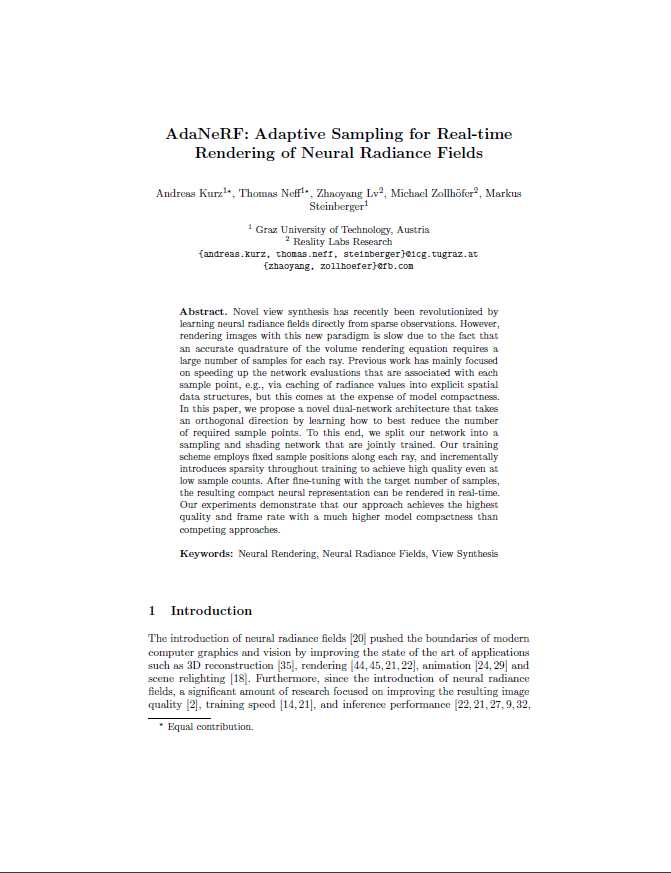 AdaNeRF: Adaptive Sampling for Real-time
Rendering of Neural Radiance Fields
Andreas Kurz1⋆, Thomas Neff1⋆, Zhaoyang Lv2, Michael Zollhöfer2, Markus
Steinberger1
1 Graz University of Technology, Austria
2 Reality Labs Research
{andreas.kurz, thomas.neff, steinberger}@icg.tugraz.at
{zhaoyang, zollhoefer}@fb.com
Abstract. Novel view synthesis has recently been revolutionized by
learning neural radiance fields directly from sparse observations. However,
rendering images with this new paradigm is slow due to the fact that
an accurate quadrature of the volume rendering equation requires a
large number of samples for each ray. Previous work has mainly focused
on speeding up the network evaluations that are associated with each
sample point, e.g., via caching of radiance values into explicit spatial
data structures, but this comes at the expense of model compactness.
In this paper, we propose a novel dual-network architecture that takes
an orthogonal direction by learning how to best reduce the number
of required sample points. To this end, we split our network into a
sampling and shading network that are jointly trained. Our training
scheme employs fixed sample positions along each ray, and incrementally
introduces sparsity throughout training to achieve high quality even at
low sample counts. After fine-tuning with the target number of samples,
the resulting compact neural representation can be rendered in real-time.
Our experiments demonstrate that our approach achieves the highest
quality and frame rate with a much higher model compactness than
competing approaches.
Keywords: Neural Rendering, Neural Radiance Fields, View Synthesis
1 Introduction
The introduction of neural radiance fields [20] pushed the boundaries of modern
computer graphics and vision by improving the state of the art of applications
such as 3D reconstruction [35], rendering [44, 45, 21, 22], animation [24, 29] and
scene relighting [18]. Furthermore, since the introduction of neural radiance
fields, a significant amount of research focused on improving the resulting image
quality [2], training speed [14, 21], and inference performance [22, 21, 27, 9, 32,
⋆ Equal contribution.